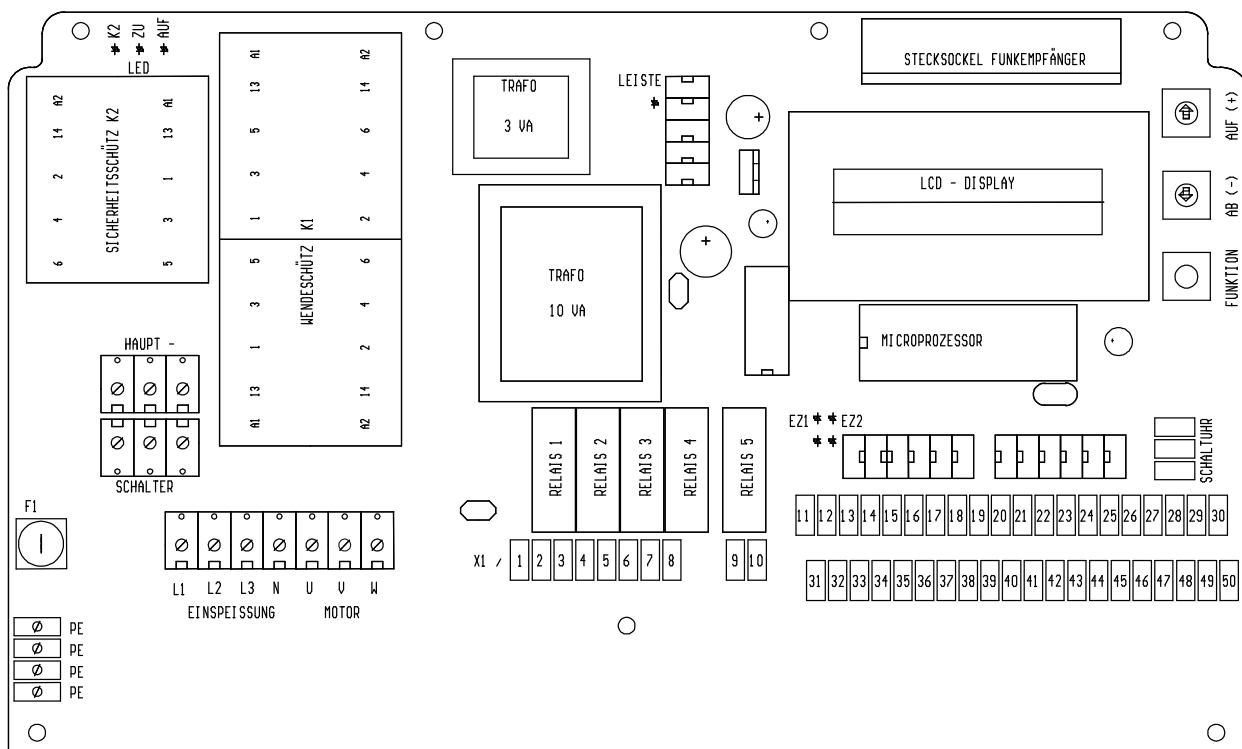 K2 ZU AUF
LED
A2 14 2 4 6
SICHERHEITSSCHÜTZ K2
A1 13 1 3 5
A1 13 5 3 1
A2 14 6 4 2
WENDESCHÜTZ K1
5 3 1 13 A1
6 4 2 14 A2
TRAFO
3 VA
LEISTE
STECKSOCKEL FUNKEMPFÄNGER
LCD - DISPLAY
AUF (+)
AB (-)
FUNKTION
TRAFO
10 VA
MICROPROZESSOR
HAUPT -
SCHALTER
RELAIS 1
RELAIS 2
RELAIS 3
RELAIS 4
RELAIS 5
EZ1 EZ2
SCHALTUHR
F1
L1 L2 L3 N U V W
EINSPEISSUNG MOTOR
X1 / 1 2 3 4 5 6 7 8 9 10
11 12 13 14 15 16 17 18 19 20 21 22 23 24 25 26 27 28 29 30
31 32 33 34 35 36 37 38 39 40 41 42 43 44 45 46 47 48 49 50
PE
PE
PE
PE